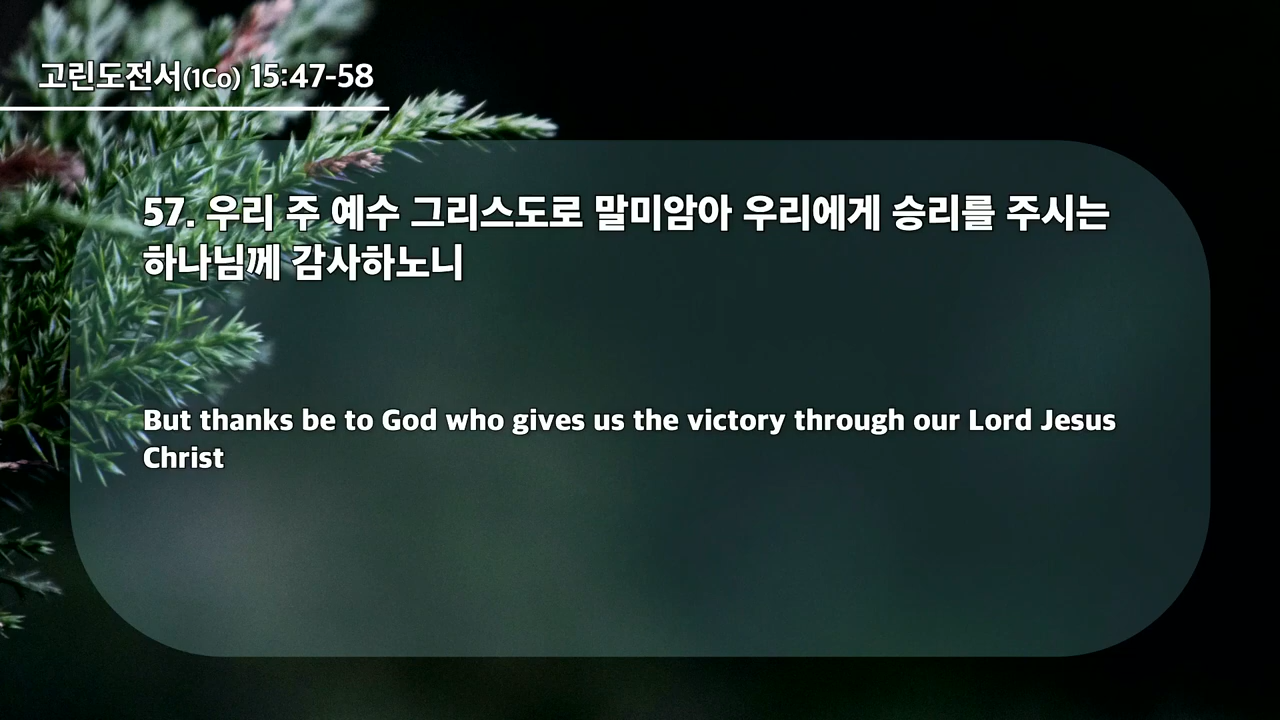 고린도전서(1Co) 15:47-58
57. 우리 주 예수 그리스도로 말미암아 우리에게 승리를 주시는
하나님께 감사하노니
But thanks be to God who gives us the victory through our Lord Jesus
Christ